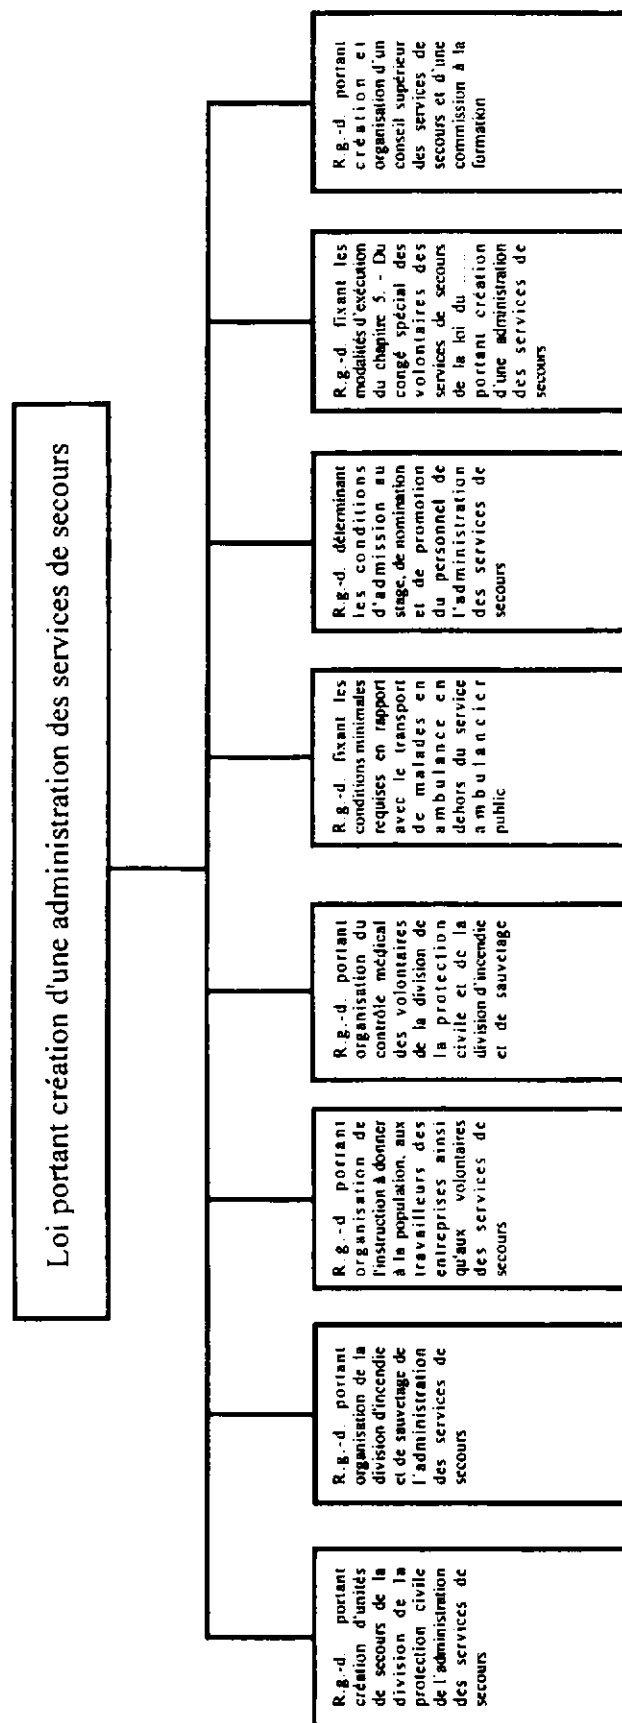 Loi portant création d'une administration des services de secours
R.g.-d. portant
création d'unités
de secours de la
division de la
protection civile
de l'administration
des services de
secours
R.g.-d. portant
organisation de la
division d'incendie
et de sauvetage de
l'administration
des services de
secours
R.g.-d portant
organisation de
l'instruction à donner
à la population, aux
travailleurs des
entreprises ainsi
qu'aux volontaires
des services de
secours
R.g.-d. portant
organisation du
contrôle médical
des volontaires
de la division de
la protection
civile et de la
division d'incendie
et de sauvetage
R.g.-d. fixant les
conditions minimales
requises en rapport
avec le transport
de malades en
ambulance en
dehors du service
ambulancier
public
R.g.-d. déterminant
les conditions
d'admission au
stage, de nomination
et de promotion
du personnel de
l'administration
des services de
secours
R.g.-d. fixant les
modalités d'exécution
du chapitre 5. - Du
congé spécial des
volontaires des
services de secours
de la loi du .....
portant création
d'une administration
des services de
secours
R.g.-d. portant
création et
organisation d'un
conseil supérieur
des services de
secours et d'une
commission à la
formation